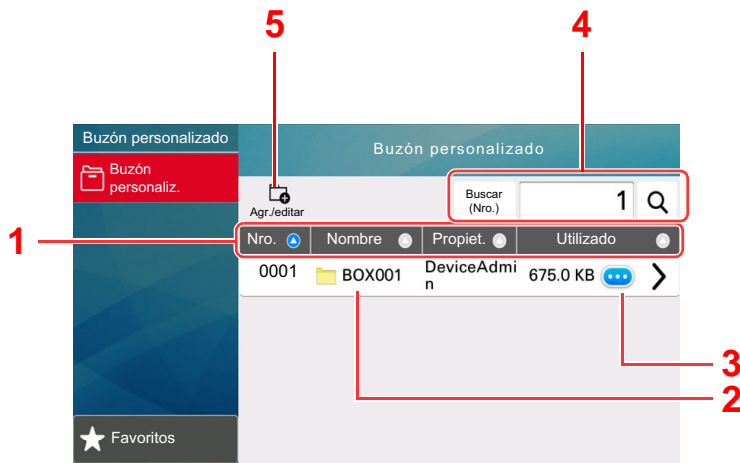 5
4
Buzón personalizado
Buzón personalizado
Buzón
personaliz.
Agr./editar
Buscar
(Nro.)
1
1
Nro.
Nombre
Propiet.
Utilizado
0001
BOX001
DeviceAdmi
n
675.0 KB
3
2
Favoritos